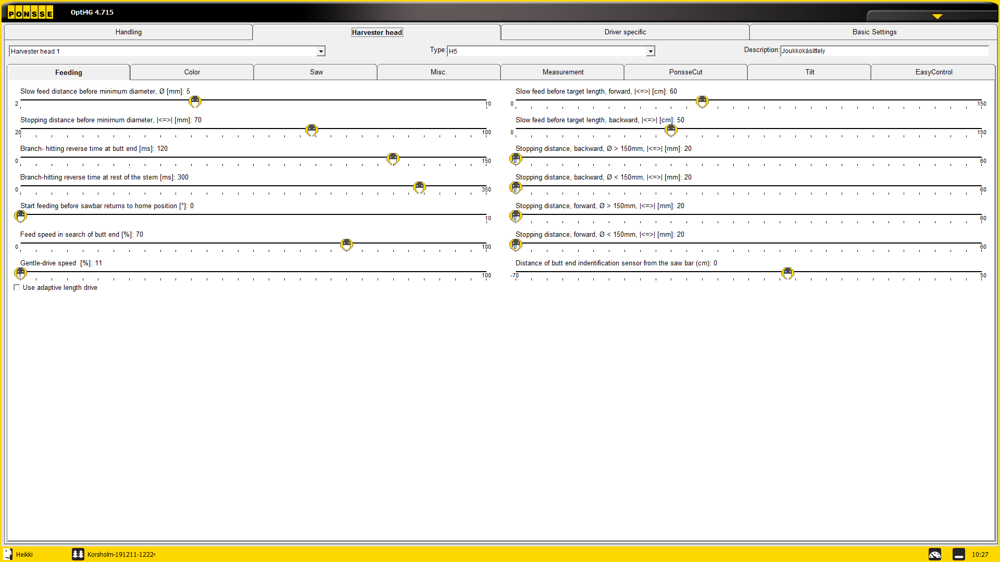 PONSSE
Opti4G 4.715
Handling
Harvester head
Driver specific
Basic Settings
Harvester head 1
Type: H5
Description: Joukkokäsittely
Feeding
Color
Saw
Misc.
Measurement
PonsseCut
Tilt
EasyControl
Slow feed distance before minimum diameter, Ø [mm]: 5
2 10
Stopping distance before minimum diameter, |<=>| [mm]: 70
20 100
Branch- hitting reverse time at butt end [ms]: 120
0 150
Branch-hitting reverse time at rest of the stem [ms]: 300
0 350
Start feeding before sawbar returns to home position [°]: 0
10
Feed speed in search of butt end [%]: 70
0 100
Gentle-drive speed [%]: 11
100
Use adaptive length drive
Slow feed before target length, forward, |<=>| [cm]: 60
0 150
Slow feed before target length, backward, |<=>| [cm]: 50
0 150
Stopping distance, backward, Ø > 150mm, |<=>| [mm]: 20
60
Stopping distance, backward, Ø < 150mm, |<=>| [mm]: 20
60
Stopping distance, forward, Ø > 150mm, |<=>| [mm]: 20
60
Stopping distance, forward, Ø < 150mm, |<=>| [mm]: 20
60
Distance of butt end indentification sensor from the saw bar (cm): 0
-70 50
Heikki
Korsholm-191211-1222
10:27